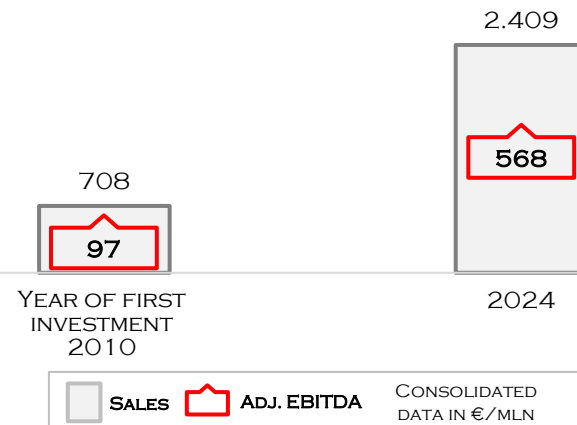 2.409
568
708
97
YEAR OF FIRST
INVESTMENT
2010
2024
SALES
ADJ. EBITDA
CONSOLIDATED
DATA IN €/MLN